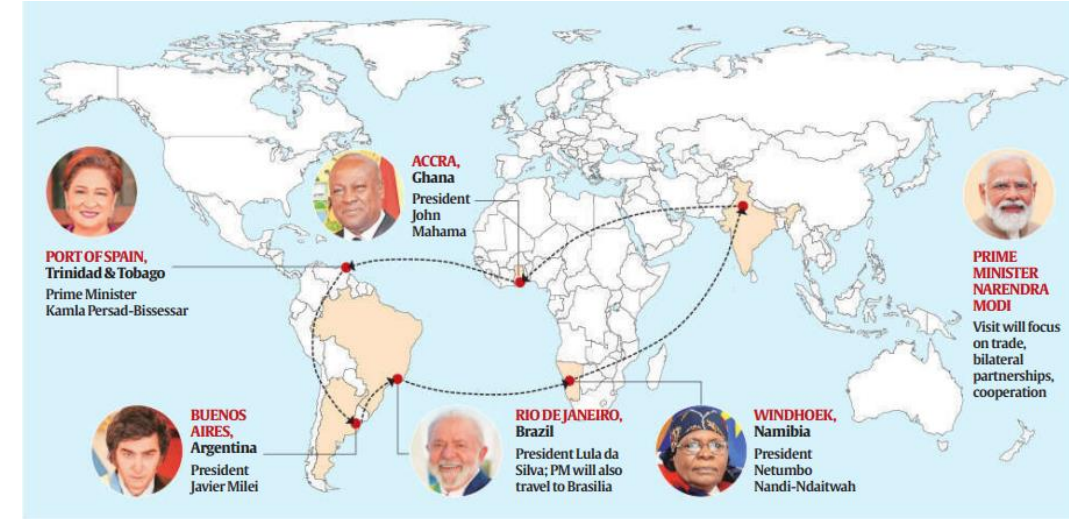 ACCRA,
Ghana
President
John
Mahama
PORT OF SPAIN,
Trinidad & Tobago
Prime Minister
Kamla Persad-Bissessar
PRIME
MINISTER
NARENDRA
MODI
Visit will focus
on trade,
bilateral
partnerships,
cooperation
BUENOS
AIRES,
Argentina
President
Javier Milei
RIO DE JANEIRO,
Brazil
President Lula da
Silva; PM will also
travel to Brasilia
WINDHOEK,
Namibia
President
Netumbo
Nandi-Ndaitwah